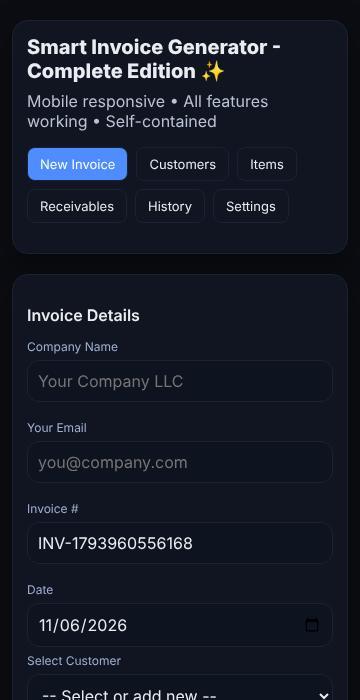 Smart Invoice Generator -
Complete Edition ✨
Mobile responsive • All features
working • Self-contained
New Invoice
Customers
Items
Receivables
History
Settings
Invoice Details
Company Name
Your Company LLC
Your Email
you@company.com
Invoice #
INV-1793960556168
Date
11/06/2026
Select Customer
-- Select or add new --